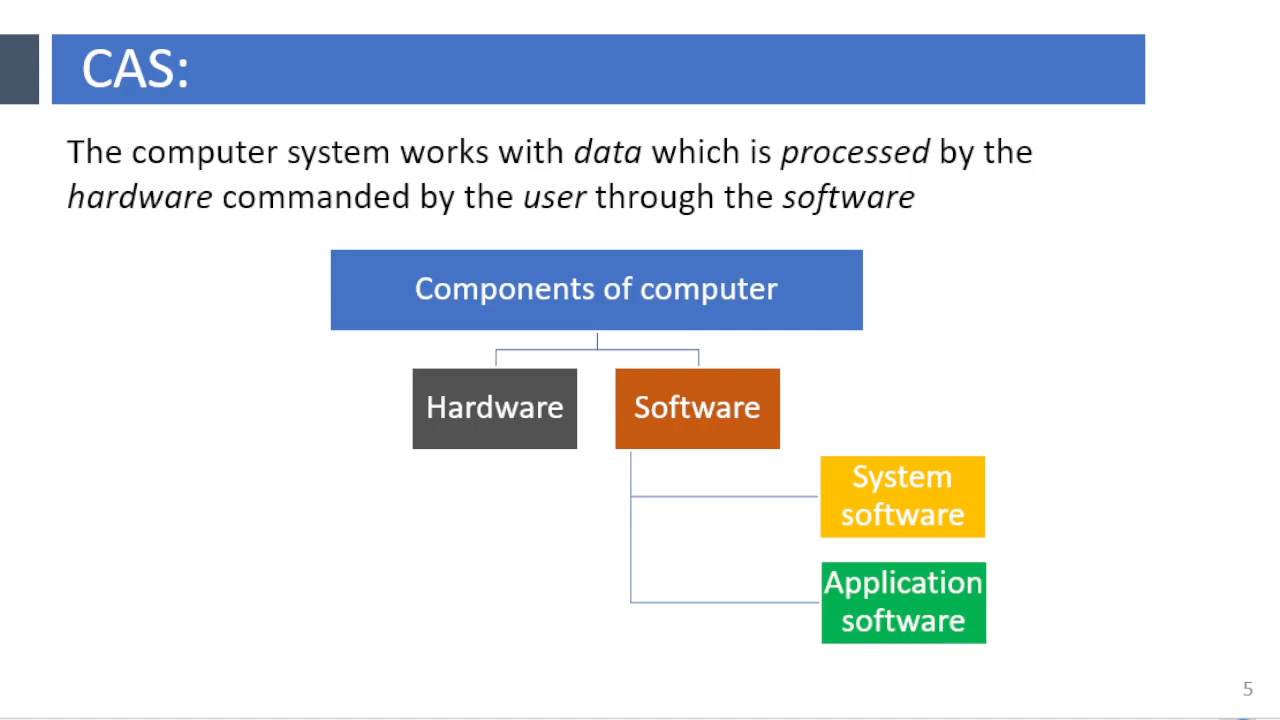 CAS:
The computer system works with data which is processed by the
hardware commanded by the user through the software
Components of computer
Hardware
Software
System
software
Application
software
5